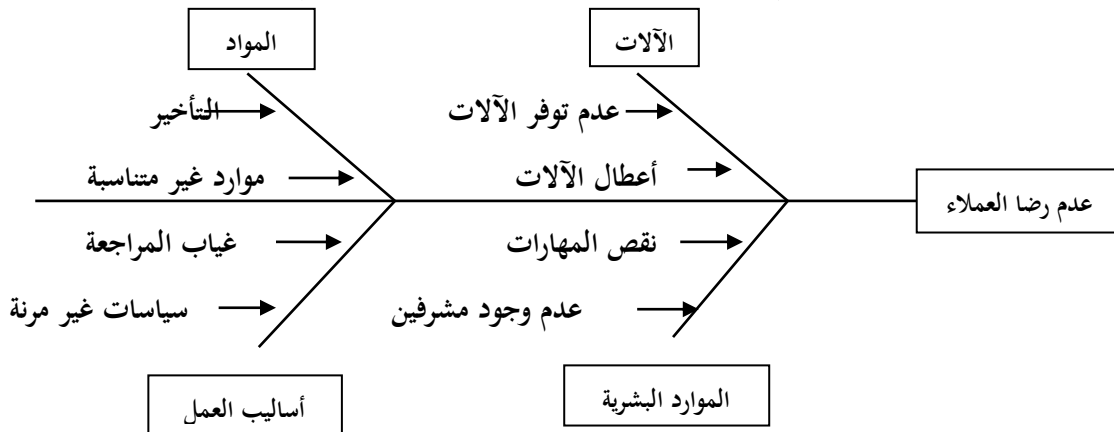 الآلات
المواد
عدم توفر الآلات
التأخير
أعطال الآلات
موارد غير متناسبة
عدم رضا العملاء
نقص المهارات
غياب المراجعة
عدم وجود مشرفين
سياسات غير مرنة
الموارد البشرية
أساليب العمل